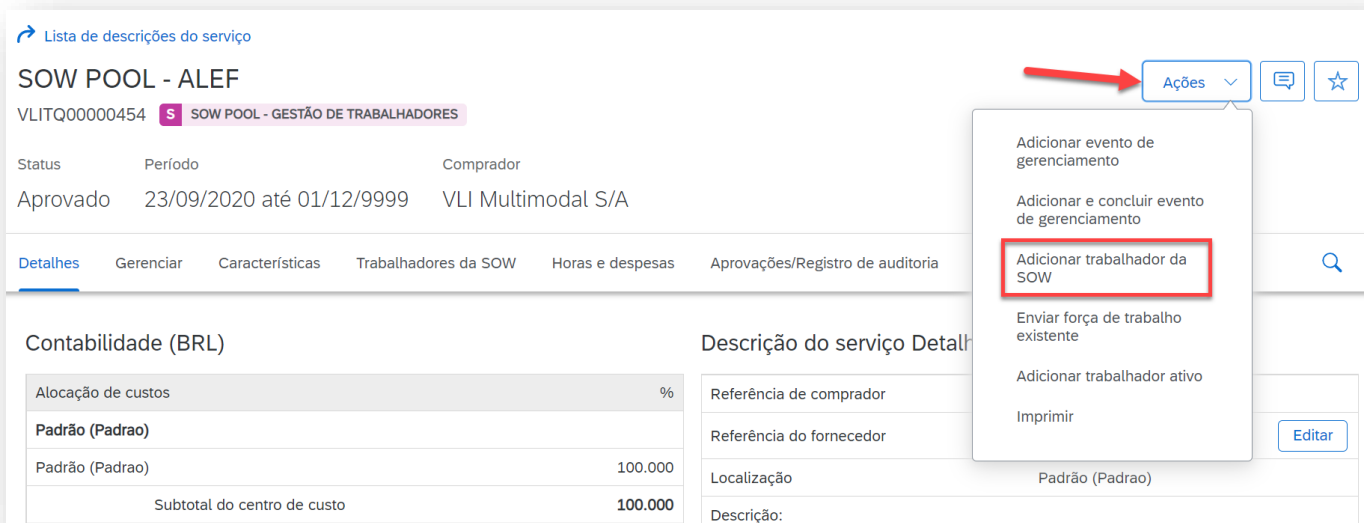 Lista de descrições do serviço
SOW POOL - ALEF
Ações
VLITQ00000454 S SOW POOL - GESTÃO DE TRABALHADORES
Status Período Comprador
Aprovado 23/09/2020 até 01/12/9999 VLI Multimodal S/A
Adicionar evento de
gerenciamento
Adicionar e concluir evento
de gerenciamento
Adicionar trabalhador da
SOW
Enviar força de trabalho
existente
Adicionar trabalhador ativo
Imprimir
Detalhes Gerenciar Características Trabalhadores da SOW Horas e despesas Aprovações/Registro de auditoria
Contabilidade (BRL)
Alocação de custos %
Padrão (Padrao)
Padrão (Padrao) 100.000
Subtotal do centro de custo 100.000
Descrição do serviço
Referência de comprador
Referência do fornecedor Editar
Localização Padrão (Padrao)
Descrição: